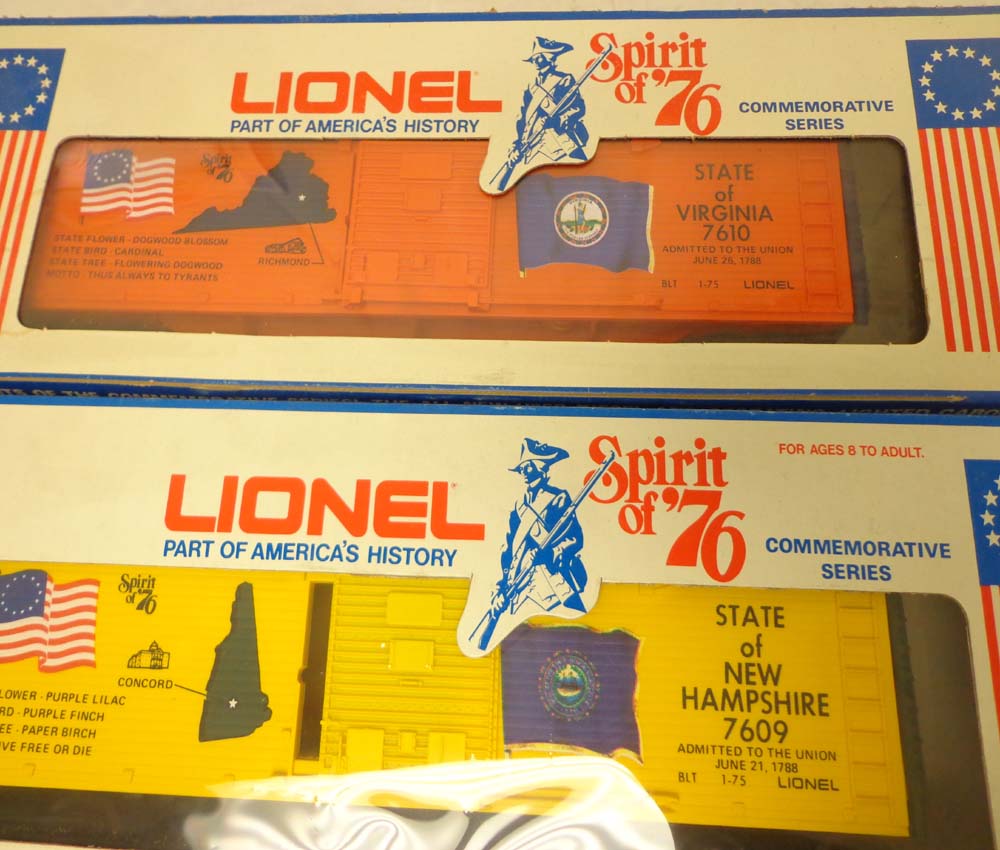 LIONEL
PART OF AMERICA'S HISTORY
Spirit
of '76
COMMEMORATIVE
SERIES
Spirit
of '76
STATE FLOWER - DOGWOOD BLOSSOM
STATE BIRD - CARDINAL
STATE TREE - FLOWERING DOGWOOD
MOTTO - THUS ALWAYS TO TYRANTS
RICHMOND
STATE
of
VIRGINIA
7610
ADMITTED TO THE UNION
JUNE 26, 1788
BLT 1-75 LIONEL
OF THE COMMEMORATIVE
LIONEL
PART OF AMERICA'S HISTORY
Spirit
of '76
FOR AGES 8 TO ADULT.
COMMEMORATIVE
SERIES
Spirit
of '76
CONCORD
LOWER - PURPLE LILAC
RD - PURPLE FINCH
EE - PAPER BIRCH
IVE FREE OR DIE
STATE
of
NEW
HAMPSHIRE
7609
ADMITTED TO THE UNION
JUNE 21, 1788
BLT 1-75 LIONEL